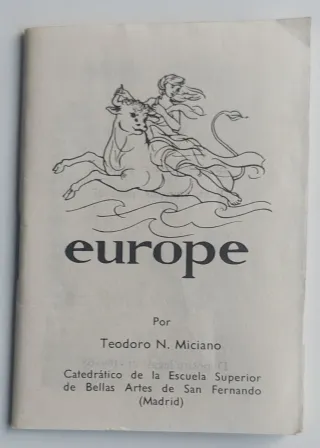 europe
Por
Teodoro N. Miciano
Catedrático de la Escuela Superior
de Bellas Artes de San Fernando
(Madrid)